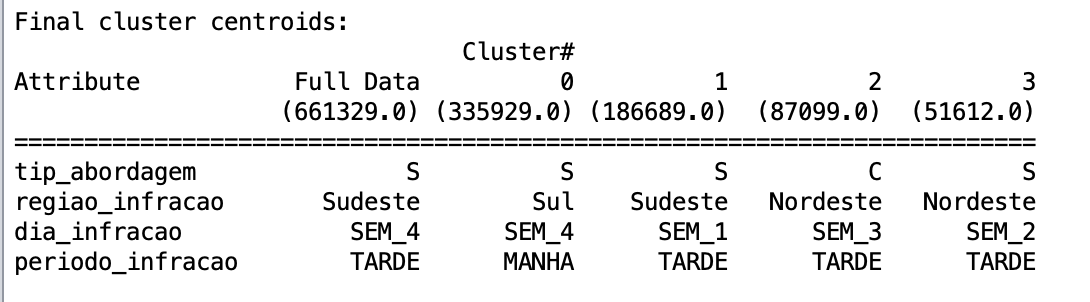 Final cluster centroids:
Cluster#
Attribute Full Data 0 1 2 3
(661329.0) (335929.0) (186689.0) (87099.0) (51612.0)
==========================================================================
tip_abordagem S S S C S
regiao_infracao Sudeste Sul Sudeste Nordeste Nordeste
dia_infracao SEM_4 SEM_4 SEM_1 SEM_3 SEM_2
periodo_infracao TARDE MANHA TARDE TARDE TARDE